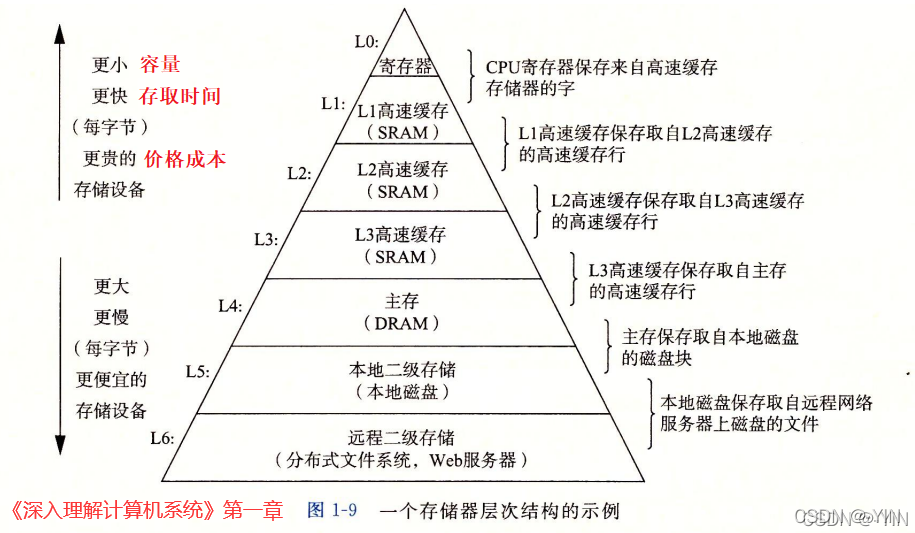 更小 容量
更快 存取时间
（每字节）
更贵的 价格成本
存储设备
更大
更慢
（每字节）
更便宜的
存储设备
L0:
寄存器
L1:
L1高速缓存
（SRAM）
L2:
L2高速缓存
（SRAM）
L3:
L3高速缓存
（SRAM）
L4:
主存
（DRAM）
L5:
本地二级存储
（本地磁盘）
L6:
远程二级存储
（分布式文件系统，Web服务器）
CPU寄存器保存来自高速缓存
存储器的字
L1高速缓存保存取自L2高速缓存
的高速缓存行
L2高速缓存保存取自L3高速缓存
的高速缓存行
L3高速缓存保存取自主存
的高速缓存行
主存保存取自本地磁盘
的磁盘块
本地磁盘保存取自远程网络
服务器上磁盘的文件
《深入理解计算机系统》第一章 图 1-9 一个存储器层次结构的示例